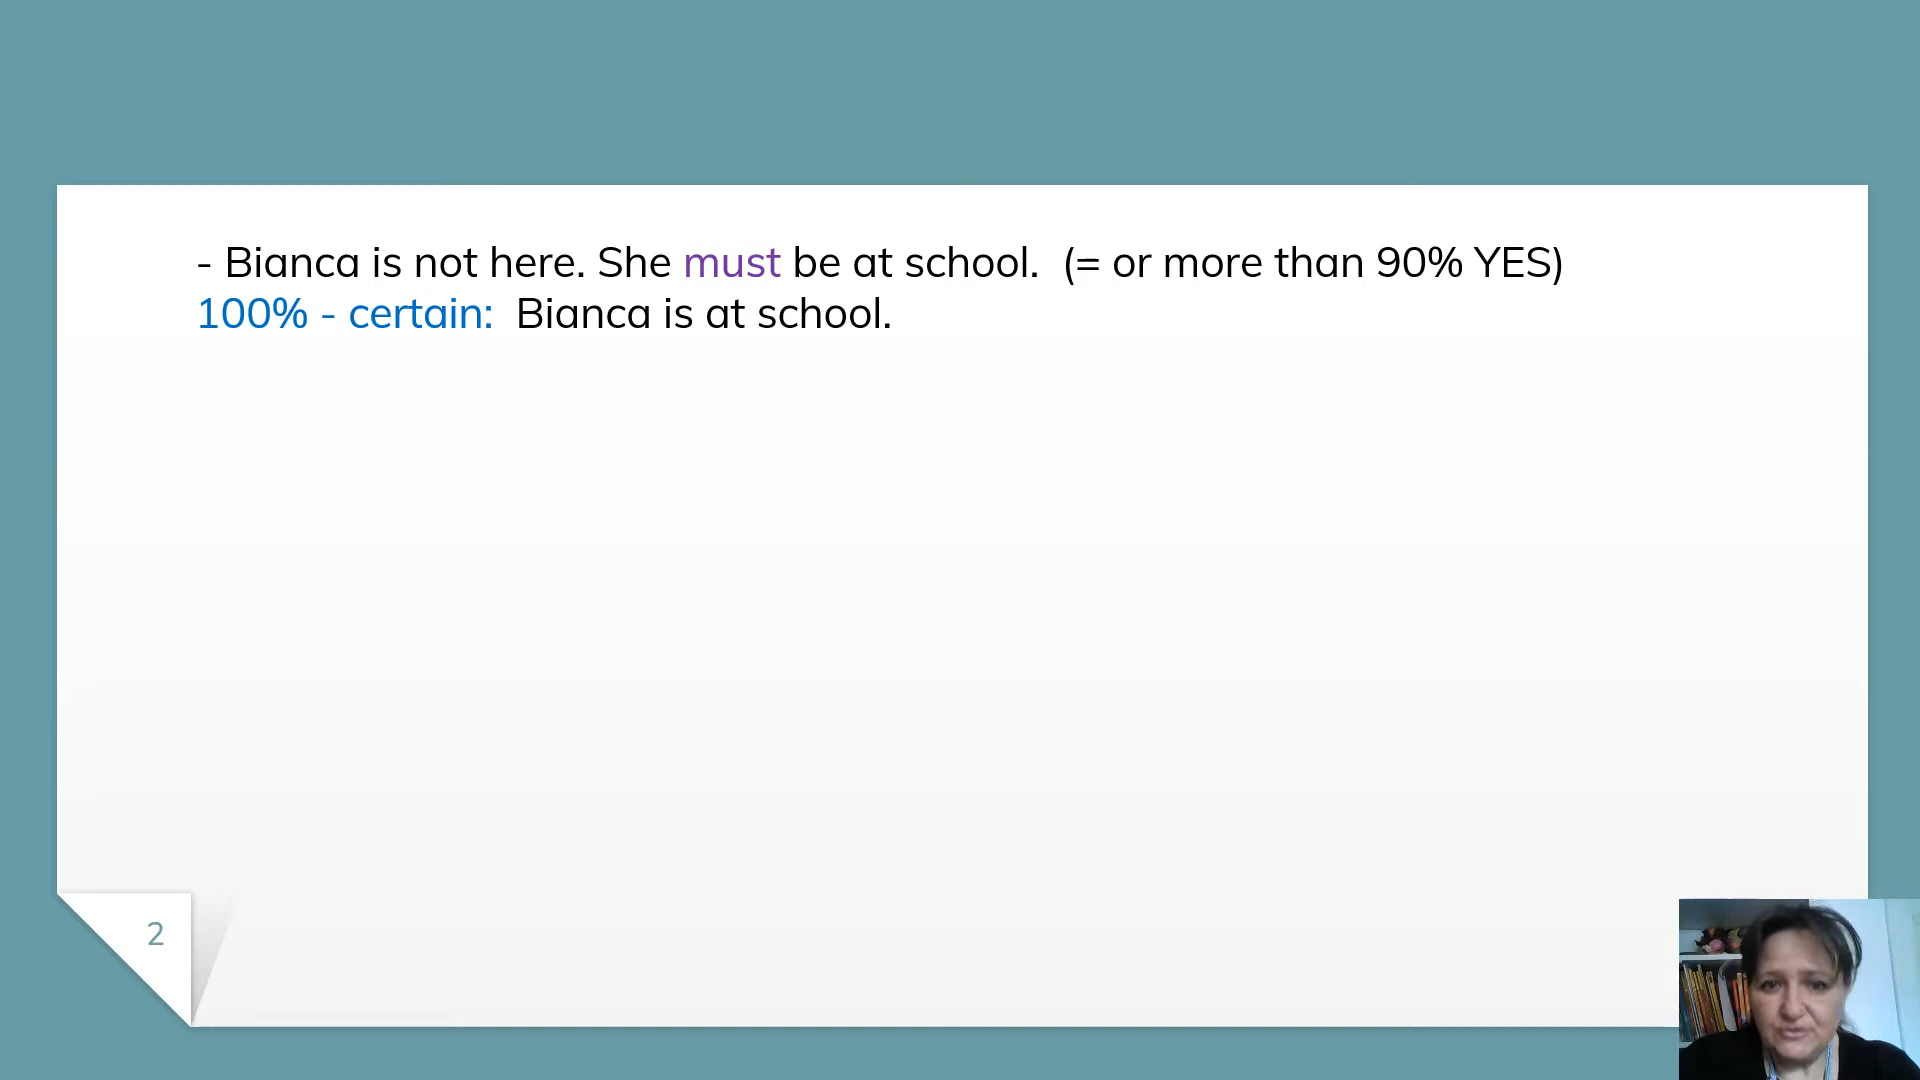 - Bianca is not here. She must be at school.  (= or more than 90% YES)
100% - certain:  Bianca is at school.
2